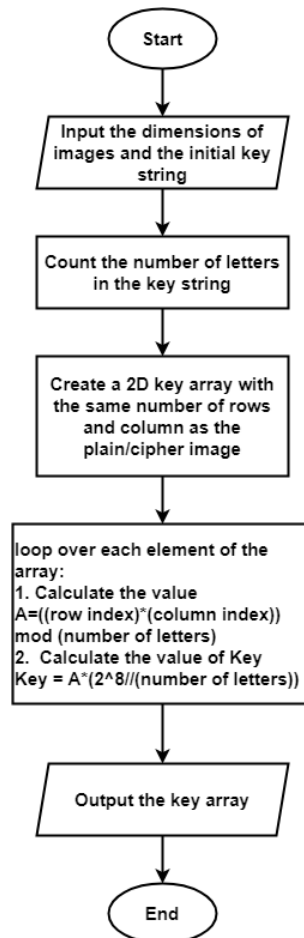 Start
Input the dimensions of
images and the initial key
string
Count the number of letters
in the key string
Create a 2D key array with
the same number of rows
and column as the
plain/cipher image
loop over each element of the
array:
1. Calculate the value
A=((row index)*(column index))
mod (number of letters)
2.  Calculate the value of Key
Key = A*(2^8//(number of letters))
Output the key array
End